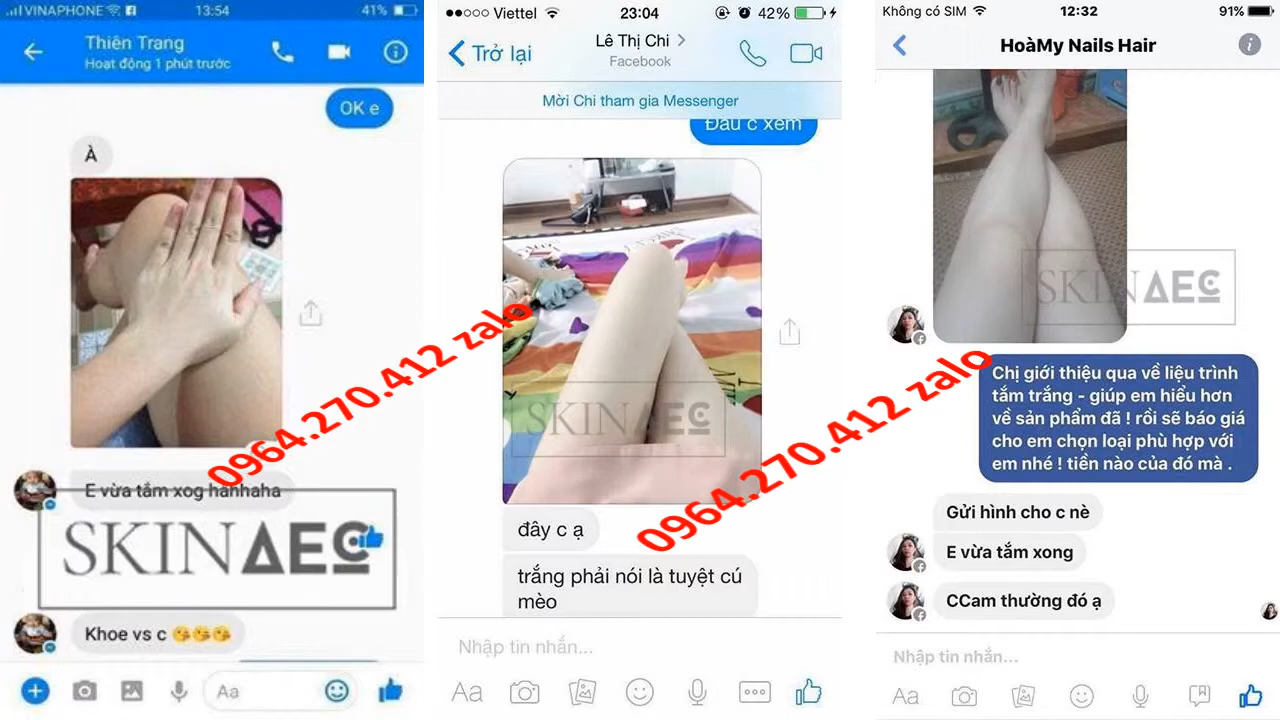 VINAPHONE 13:54 41%
Thiên Trang
Hoạt động 1 phút trước
OK e
À
E vừa tắm xog hanhaha
SKINAEC
Khoe vs c 😘😘😘
Aa
Viettel 23:04 42%
Trở lại
Lê Thị Chi
Facebook
Mời Chi tham gia Messenger
Đâu c xem
SKINAEC
đây c ạ
trắng phải nói là tuyệt cú
mèo
Nhập tin nhắn...
Aa
Không có SIM 12:32 91%
HoàMy Nails Hair
SKINAEC
Chị giới thiệu qua về liệu trình
tắm trắng - giúp em hiểu hơn
về sản phẩm đã ! rồi sẽ báo giá
cho em chọn loại phù hợp với
em nhé ! tiền nào của đó mà .
Gửi hình cho c nè
E vừa tắm xong
CCam thường đó ạ
Nhập tin nhắn...
Aa
0964.270.412 zalo
0964.270.412 zalo